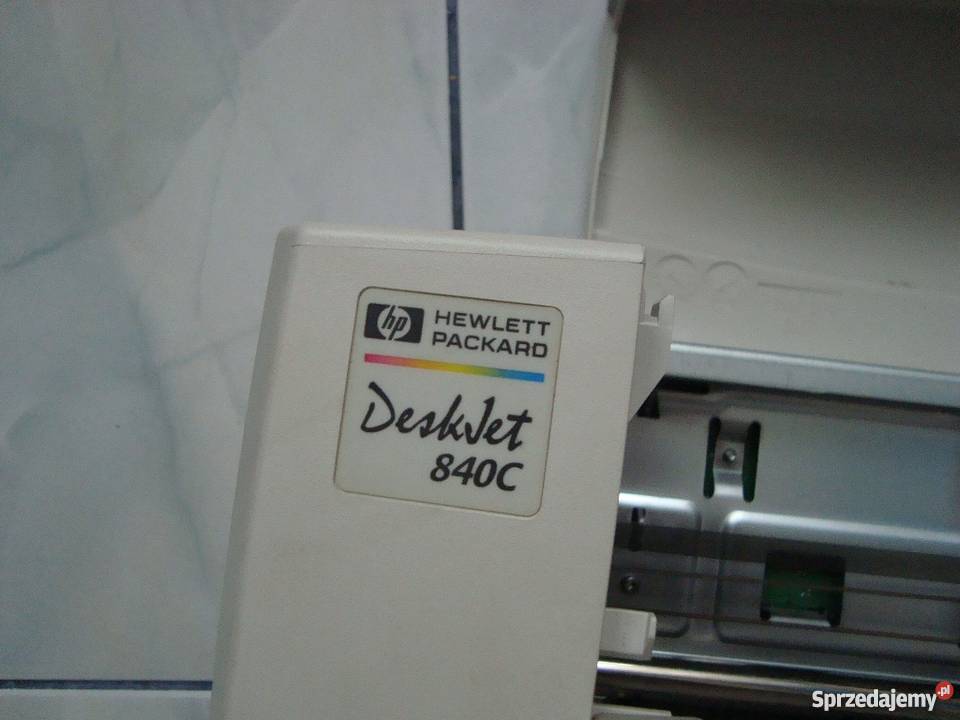 hp HEWLETT
PACKARD
DeskJet
840C
Sprzedajemy.pl